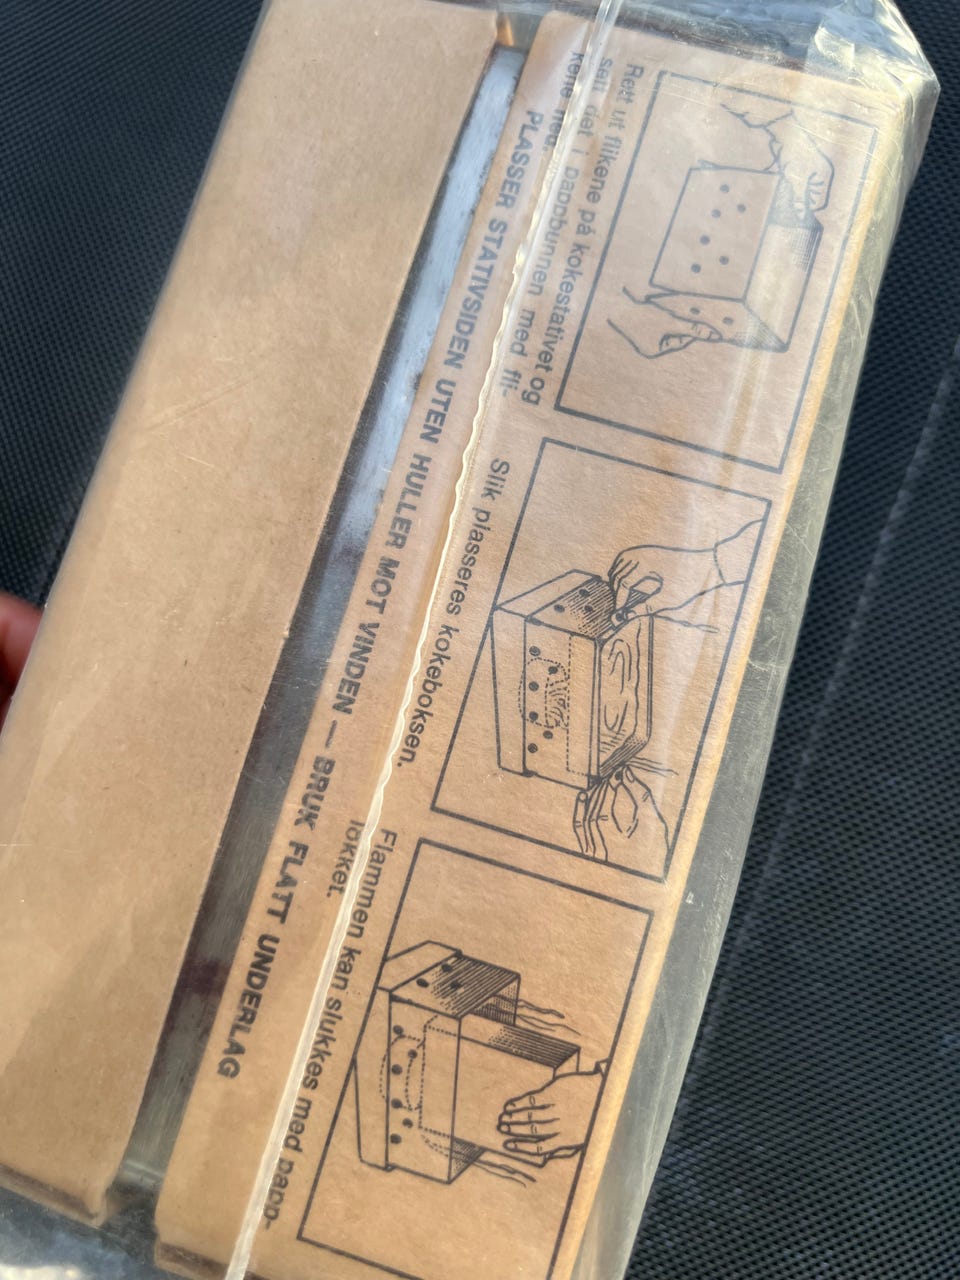 Rett ut flikene på kokestativet og
sett det i pappbunnen med fli-
kene ned.
Slik plasseres kokeboksen.
Flammen kan slukkes med papp-
lokket.
PLASSER STATIVSIDEN UTEN HULLER MOT VINDEN — BRUK FLATT UNDERLAG